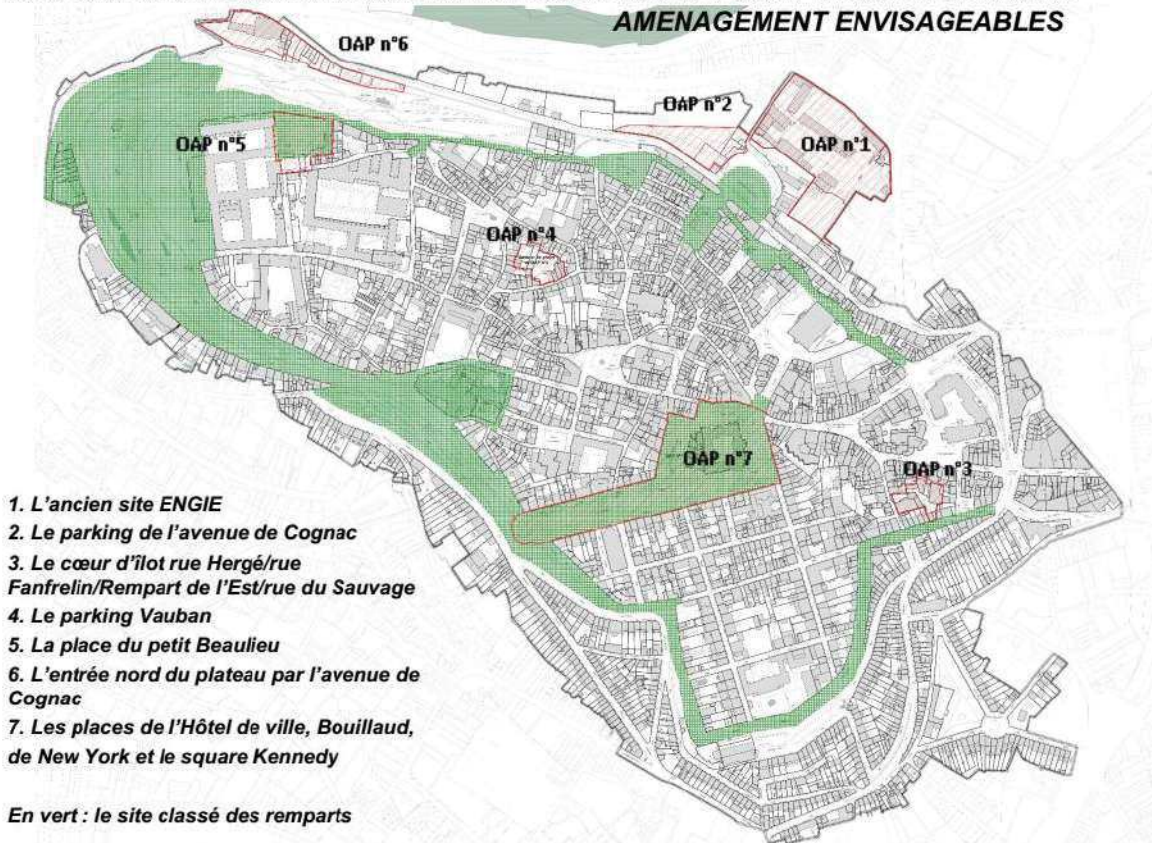 AMENAGEMENT ENVISAGEABLES
OAP n°6
OAP n°2
OAP n°1
OAP n°5
OAP n°4
OAP n°7
OAP n°3
1. L'ancien site ENGIE
2. Le parking de l'avenue de Cognac
3. Le cœur d'îlot rue Hergé/rue
Fanfrelin/Rempart de l'Est/rue du Sauvage
4. Le parking Vauban
5. La place du petit Beaulieu
6. L'entrée nord du plateau par l'avenue de
Cognac
7. Les places de l'Hôtel de ville, Bouillaud,
de New York et le square Kennedy
En vert : le site classé des remparts